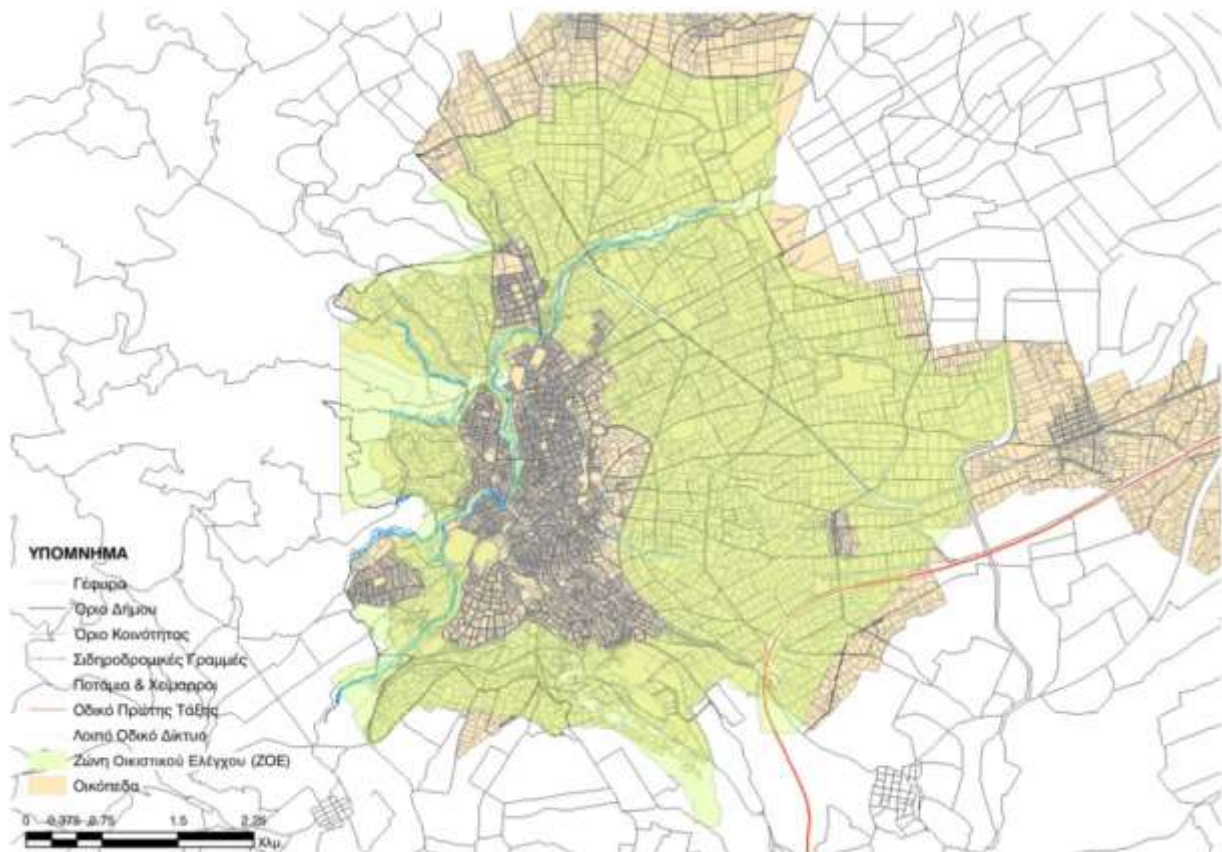 ΥΠΟΜΝΗΜΑ
Γέφυρα
Όριο Δήμου
Όριο Κοινότητας
Σιδηροδρομικές Γραμμές
Ποτάμια & Χείμαρροι
Οδικό Πρώτης Τάξης
Λοιπό Οδικό Δίκτυο
Ζώνη Οικιστικού Ελέγχου (ΖΟΕ)
Οικόπεδα
0 0.375 0.75 1.5 2.25
Χλμ.